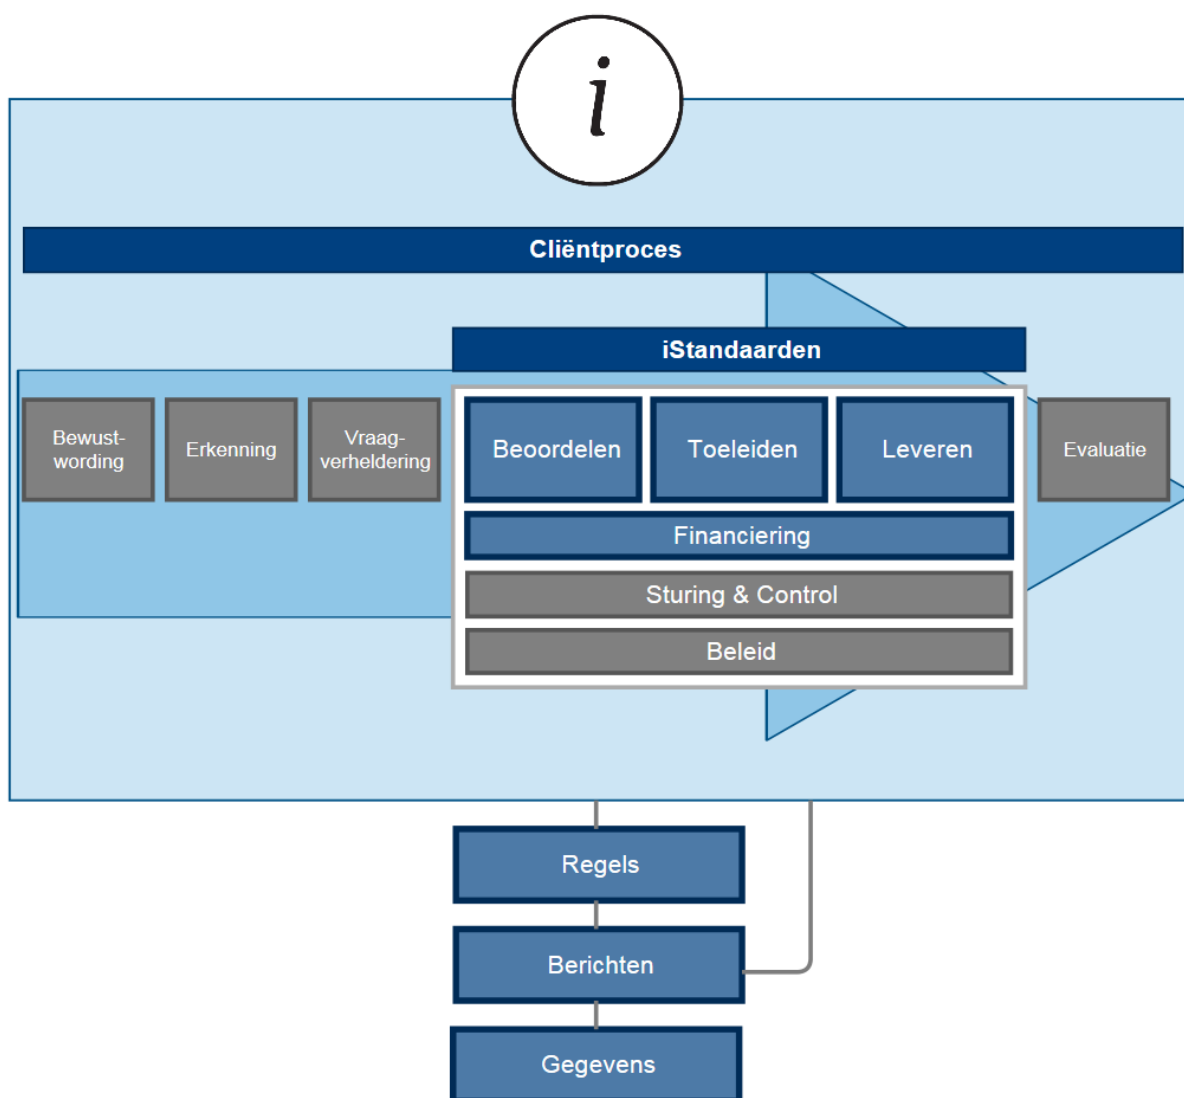 i
Cliëntproces
iStandaarden
Bewust-
wording
Erkenning
Vraag-
verheldering
Beoordelen
Toeleiden
Leveren
Evaluatie
Financiering
Sturing & Control
Beleid
Regels
Berichten
Gegevens